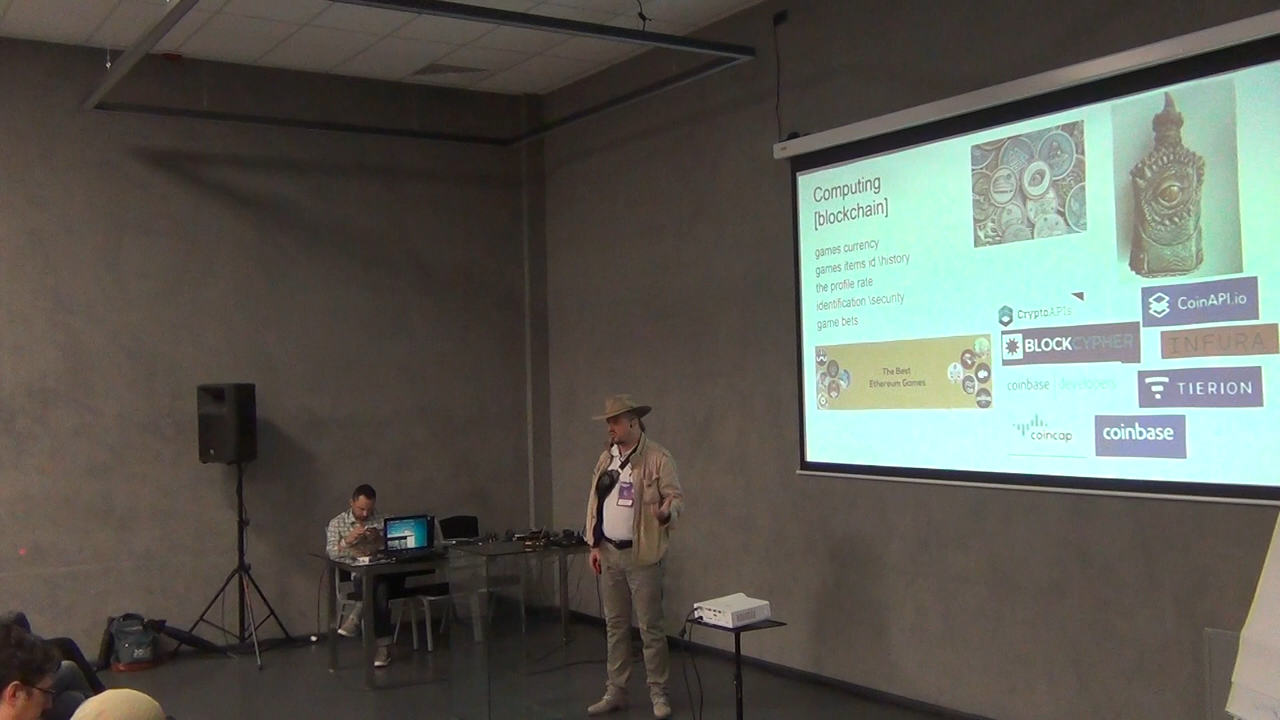 Computing
[blockchain]
games currency
games items id \history
the profile rate
identification \security
game bets
The Best
Ethereum Games
CryptoAPIs
CoinAPI.io
BLOCKCYPHER
INFURA
coinbase | developers
TIERION
coincap
coinbase